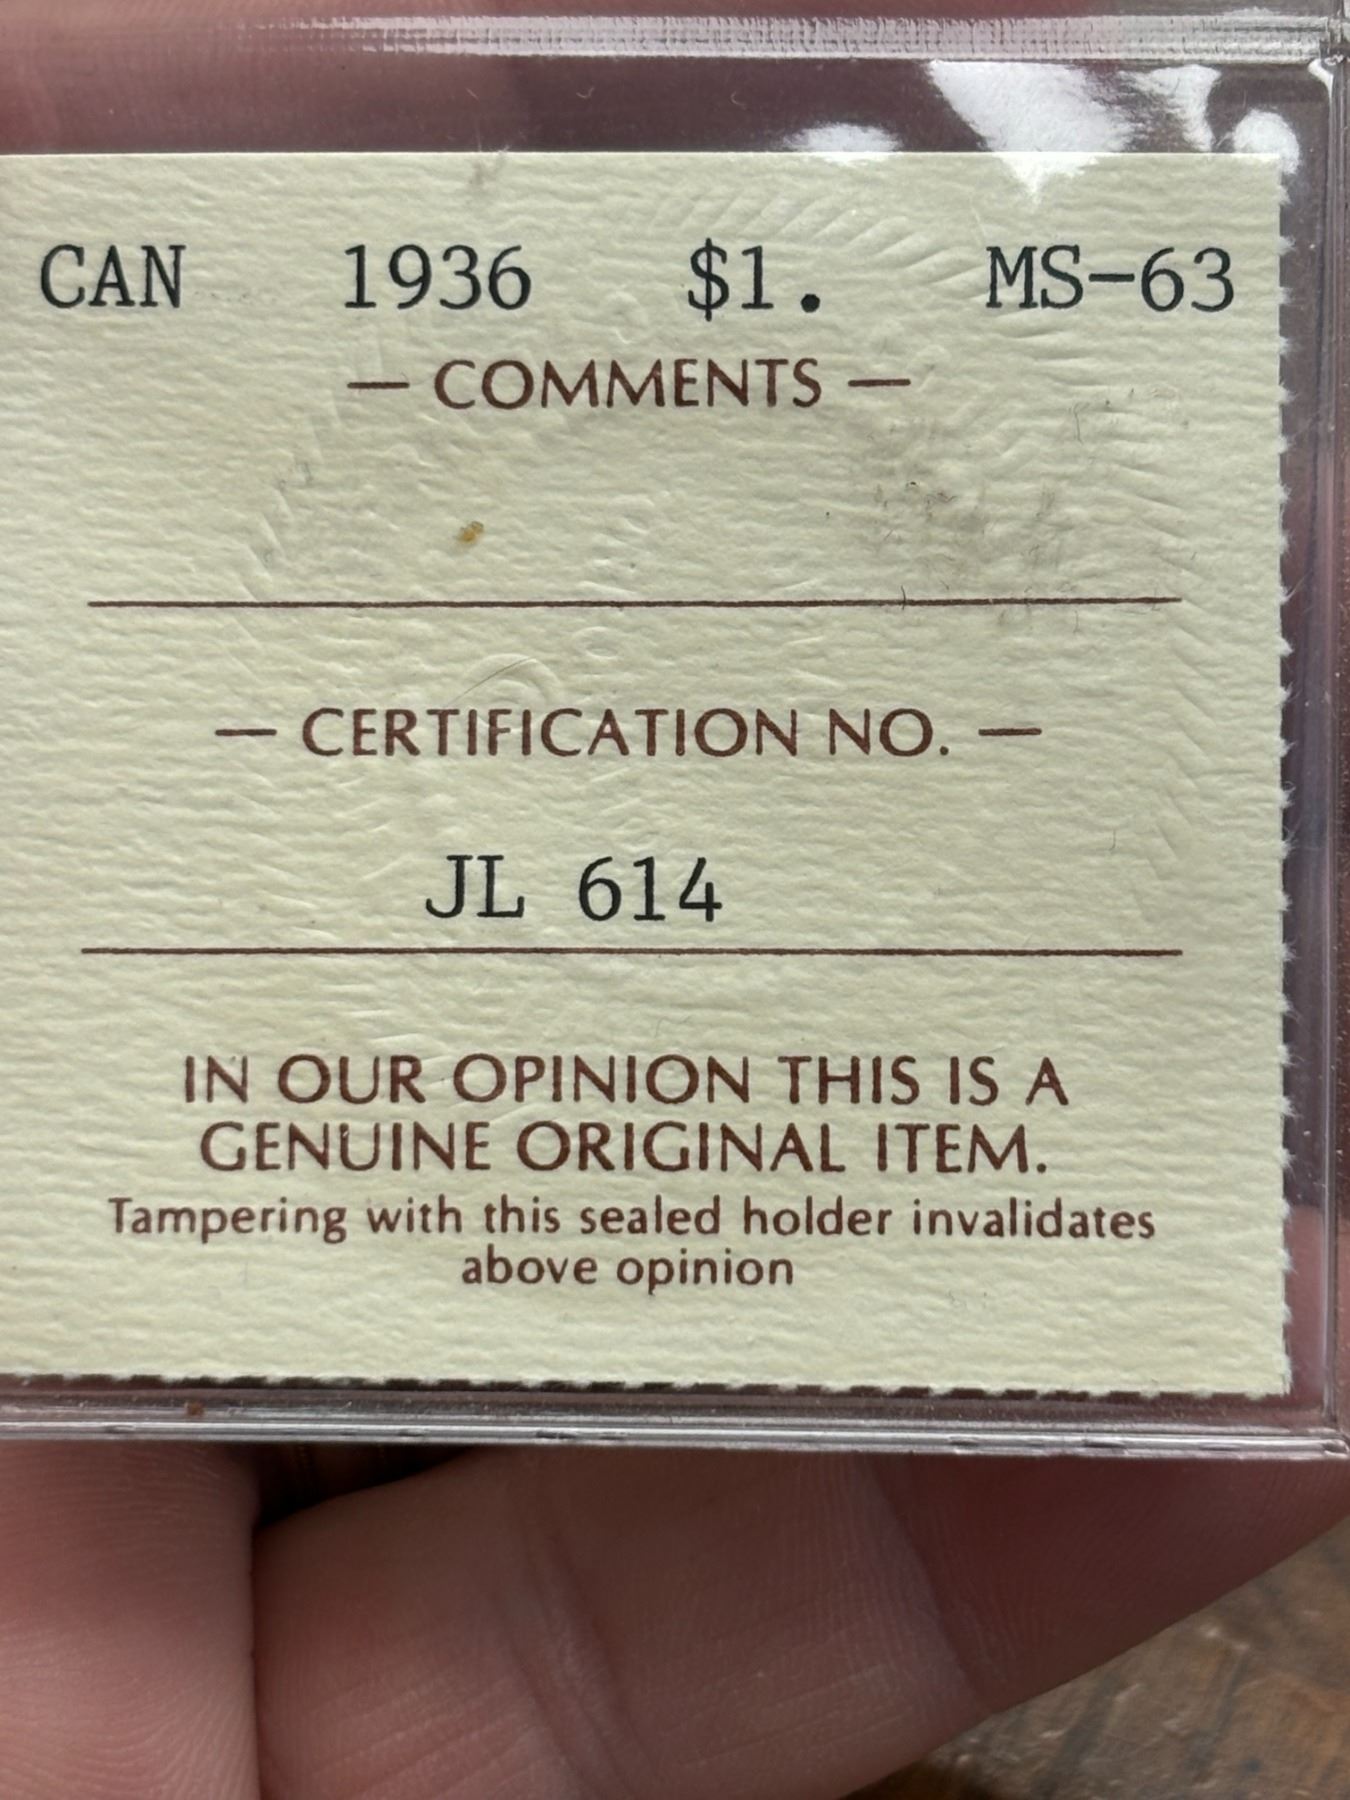 CAN 1936 $1. MS-63
— COMMENTS —
— CERTIFICATION NO. —
JL 614
IN OUR OPINION THIS IS A
GENUINE ORIGINAL ITEM.
Tampering with this sealed holder invalidates
above opinion